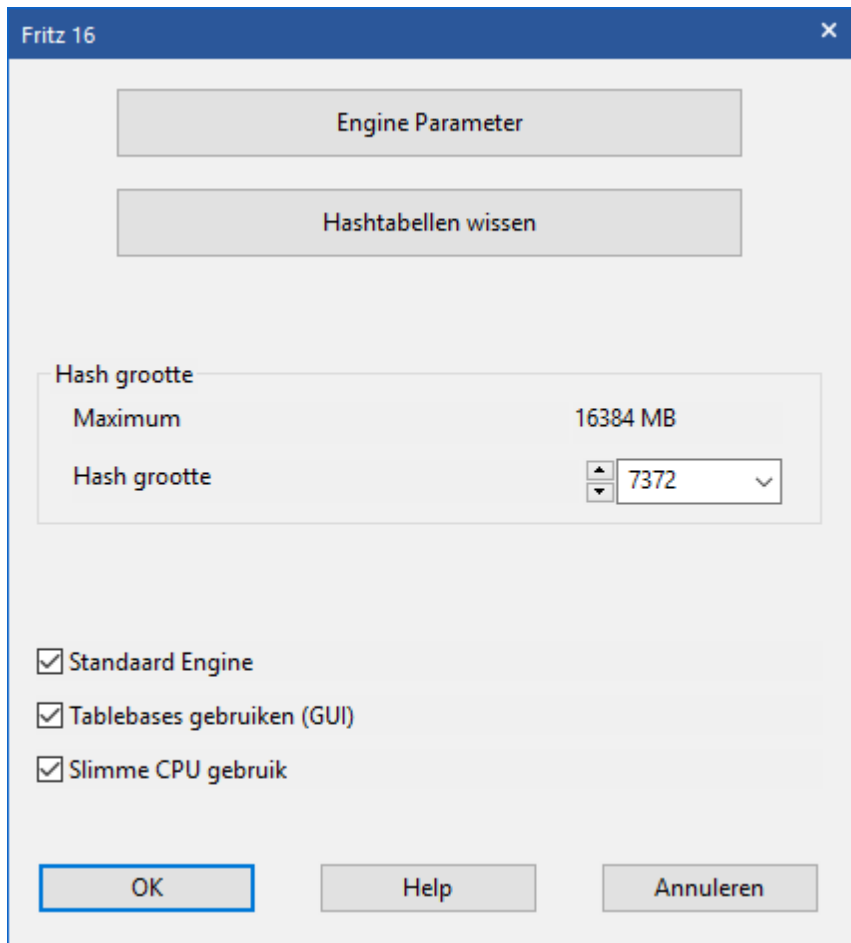 Fritz 16
Engine Parameter
Hashtabellen wissen
Hash grootte
Maximum 16384 MB
Hash grootte 7372
Standaard Engine
Tablebases gebruiken (GUI)
Slimme CPU gebruik
OK Help Annuleren